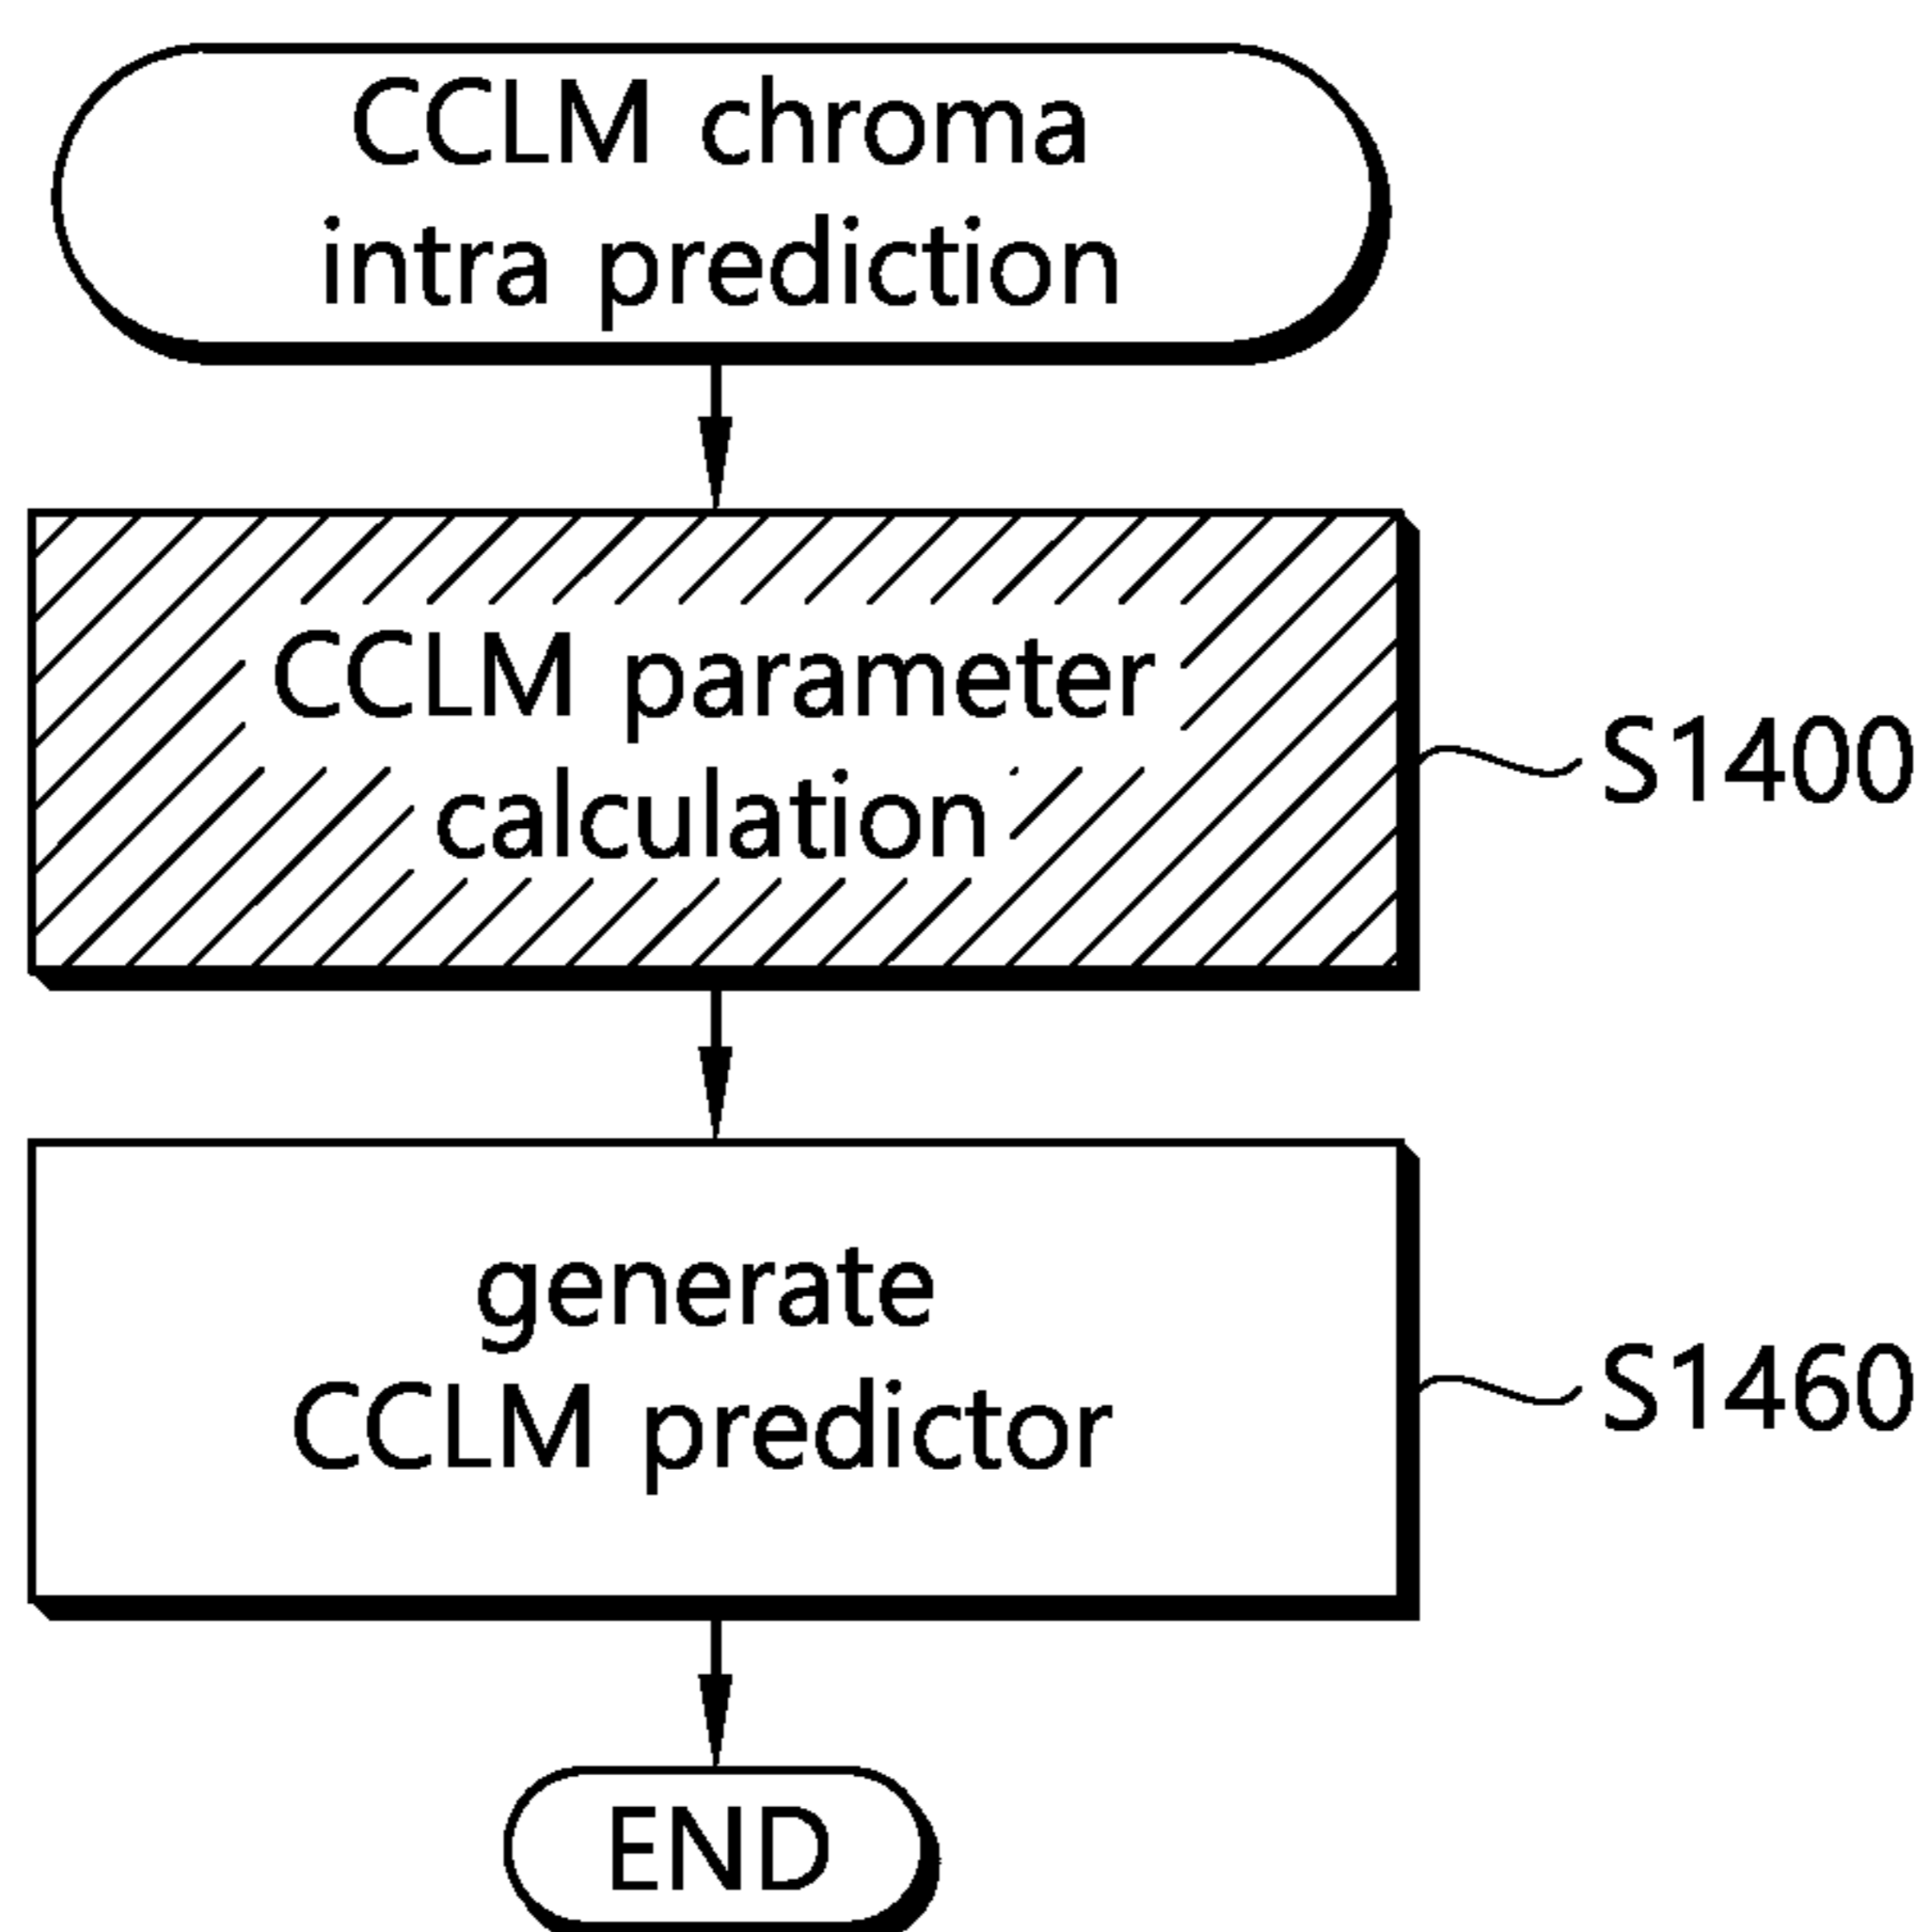 CCLM chroma
intra prediction
CCLM parameter
calculation
S1400
generate
CCLM predictor
S1460
END